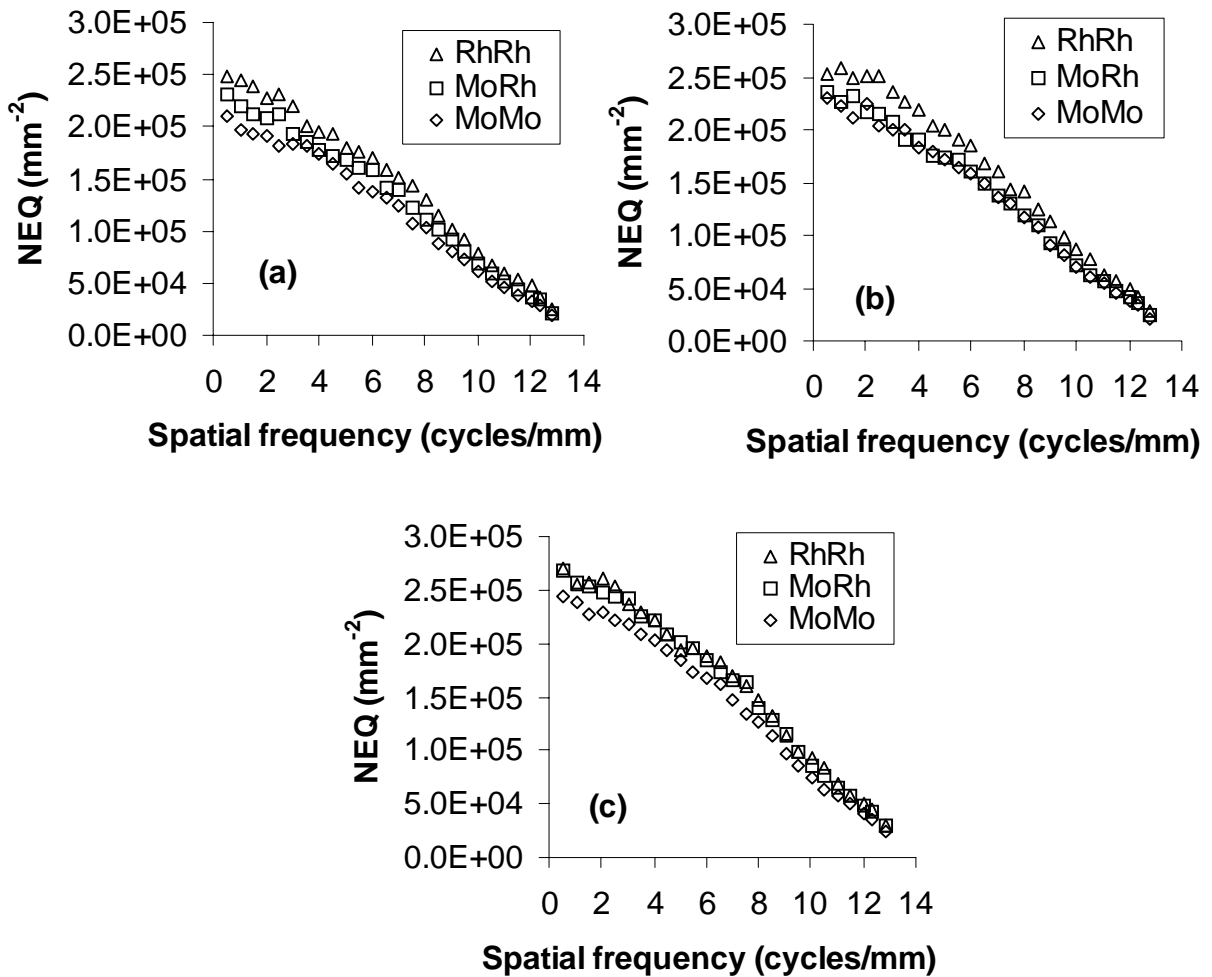 3.0E+05
2.5E+05
2.0E+05
1.5E+05
1.0E+05
5.0E+04
0.0E+00
NEQ (mm⁻²)
RhRh
MoRh
MoMo
(a)
0 2 4 6 8 10 12 14
Spatial frequency (cycles/mm)
3.0E+05
2.5E+05
2.0E+05
1.5E+05
1.0E+05
5.0E+04
0.0E+00
NEQ (mm⁻²)
RhRh
MoRh
MoMo
(b)
0 2 4 6 8 10 12 14
Spatial frequency (cycles/mm)
3.0E+05
2.5E+05
2.0E+05
1.5E+05
1.0E+05
5.0E+04
0.0E+00
NEQ (mm⁻²)
RhRh
MoRh
MoMo
(c)
0 2 4 6 8 10 12 14
Spatial frequency (cycles/mm)